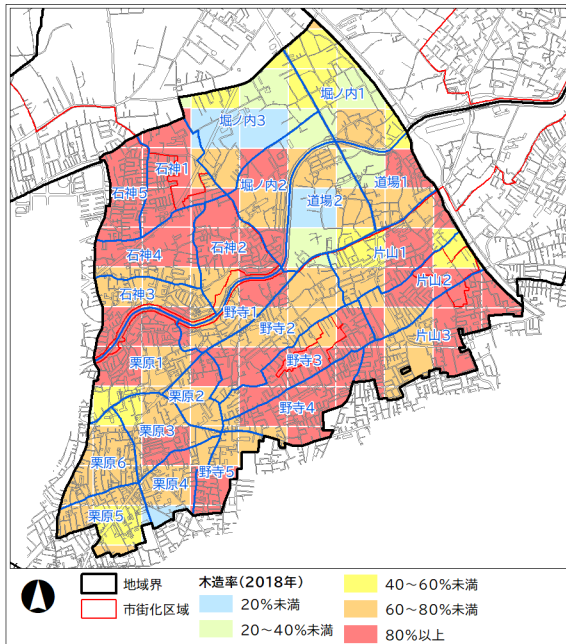 堀ノ内1
堀ノ内3
石神1
堀ノ内2
道場1
石神5
道場2
石神2
片山1
石神4
片山2
石神3
野寺1
野寺2
片山3
栗原1
野寺3
栗原2
野寺4
栗原3
栗原6
野寺5
栗原4
栗原5
地域界
市街化区域
木造率(2018年)
20%未満
20～40%未満
40～60%未満
60～80%未満
80%以上